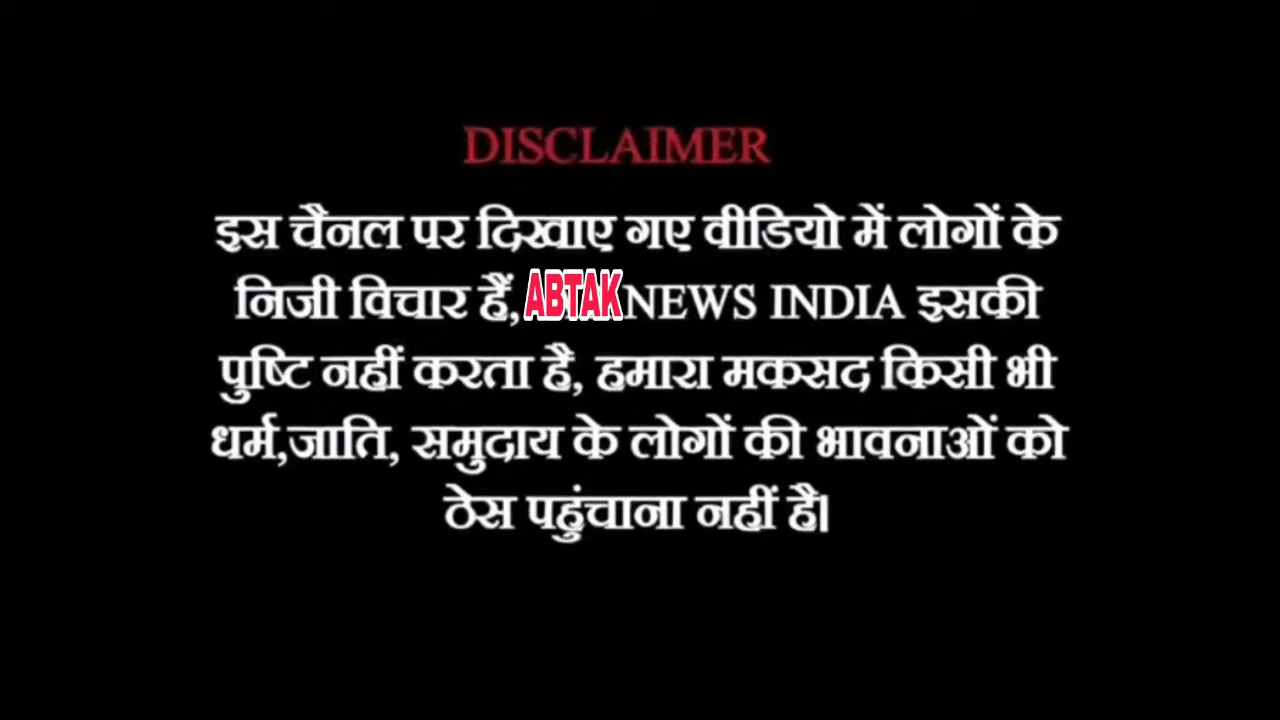 DISCLAIMER
इस चैनल पर दिखाए गए वीडियो में लोगों के
निजी विचार हैं, ABTAK NEWS INDIA इसकी
पुष्टि नहीं करता है, हमारा मकसद किसी भी
धर्म,जाति, समुदाय के लोगों की भावनाओं को
ठेस पहुंचाना नहीं है।